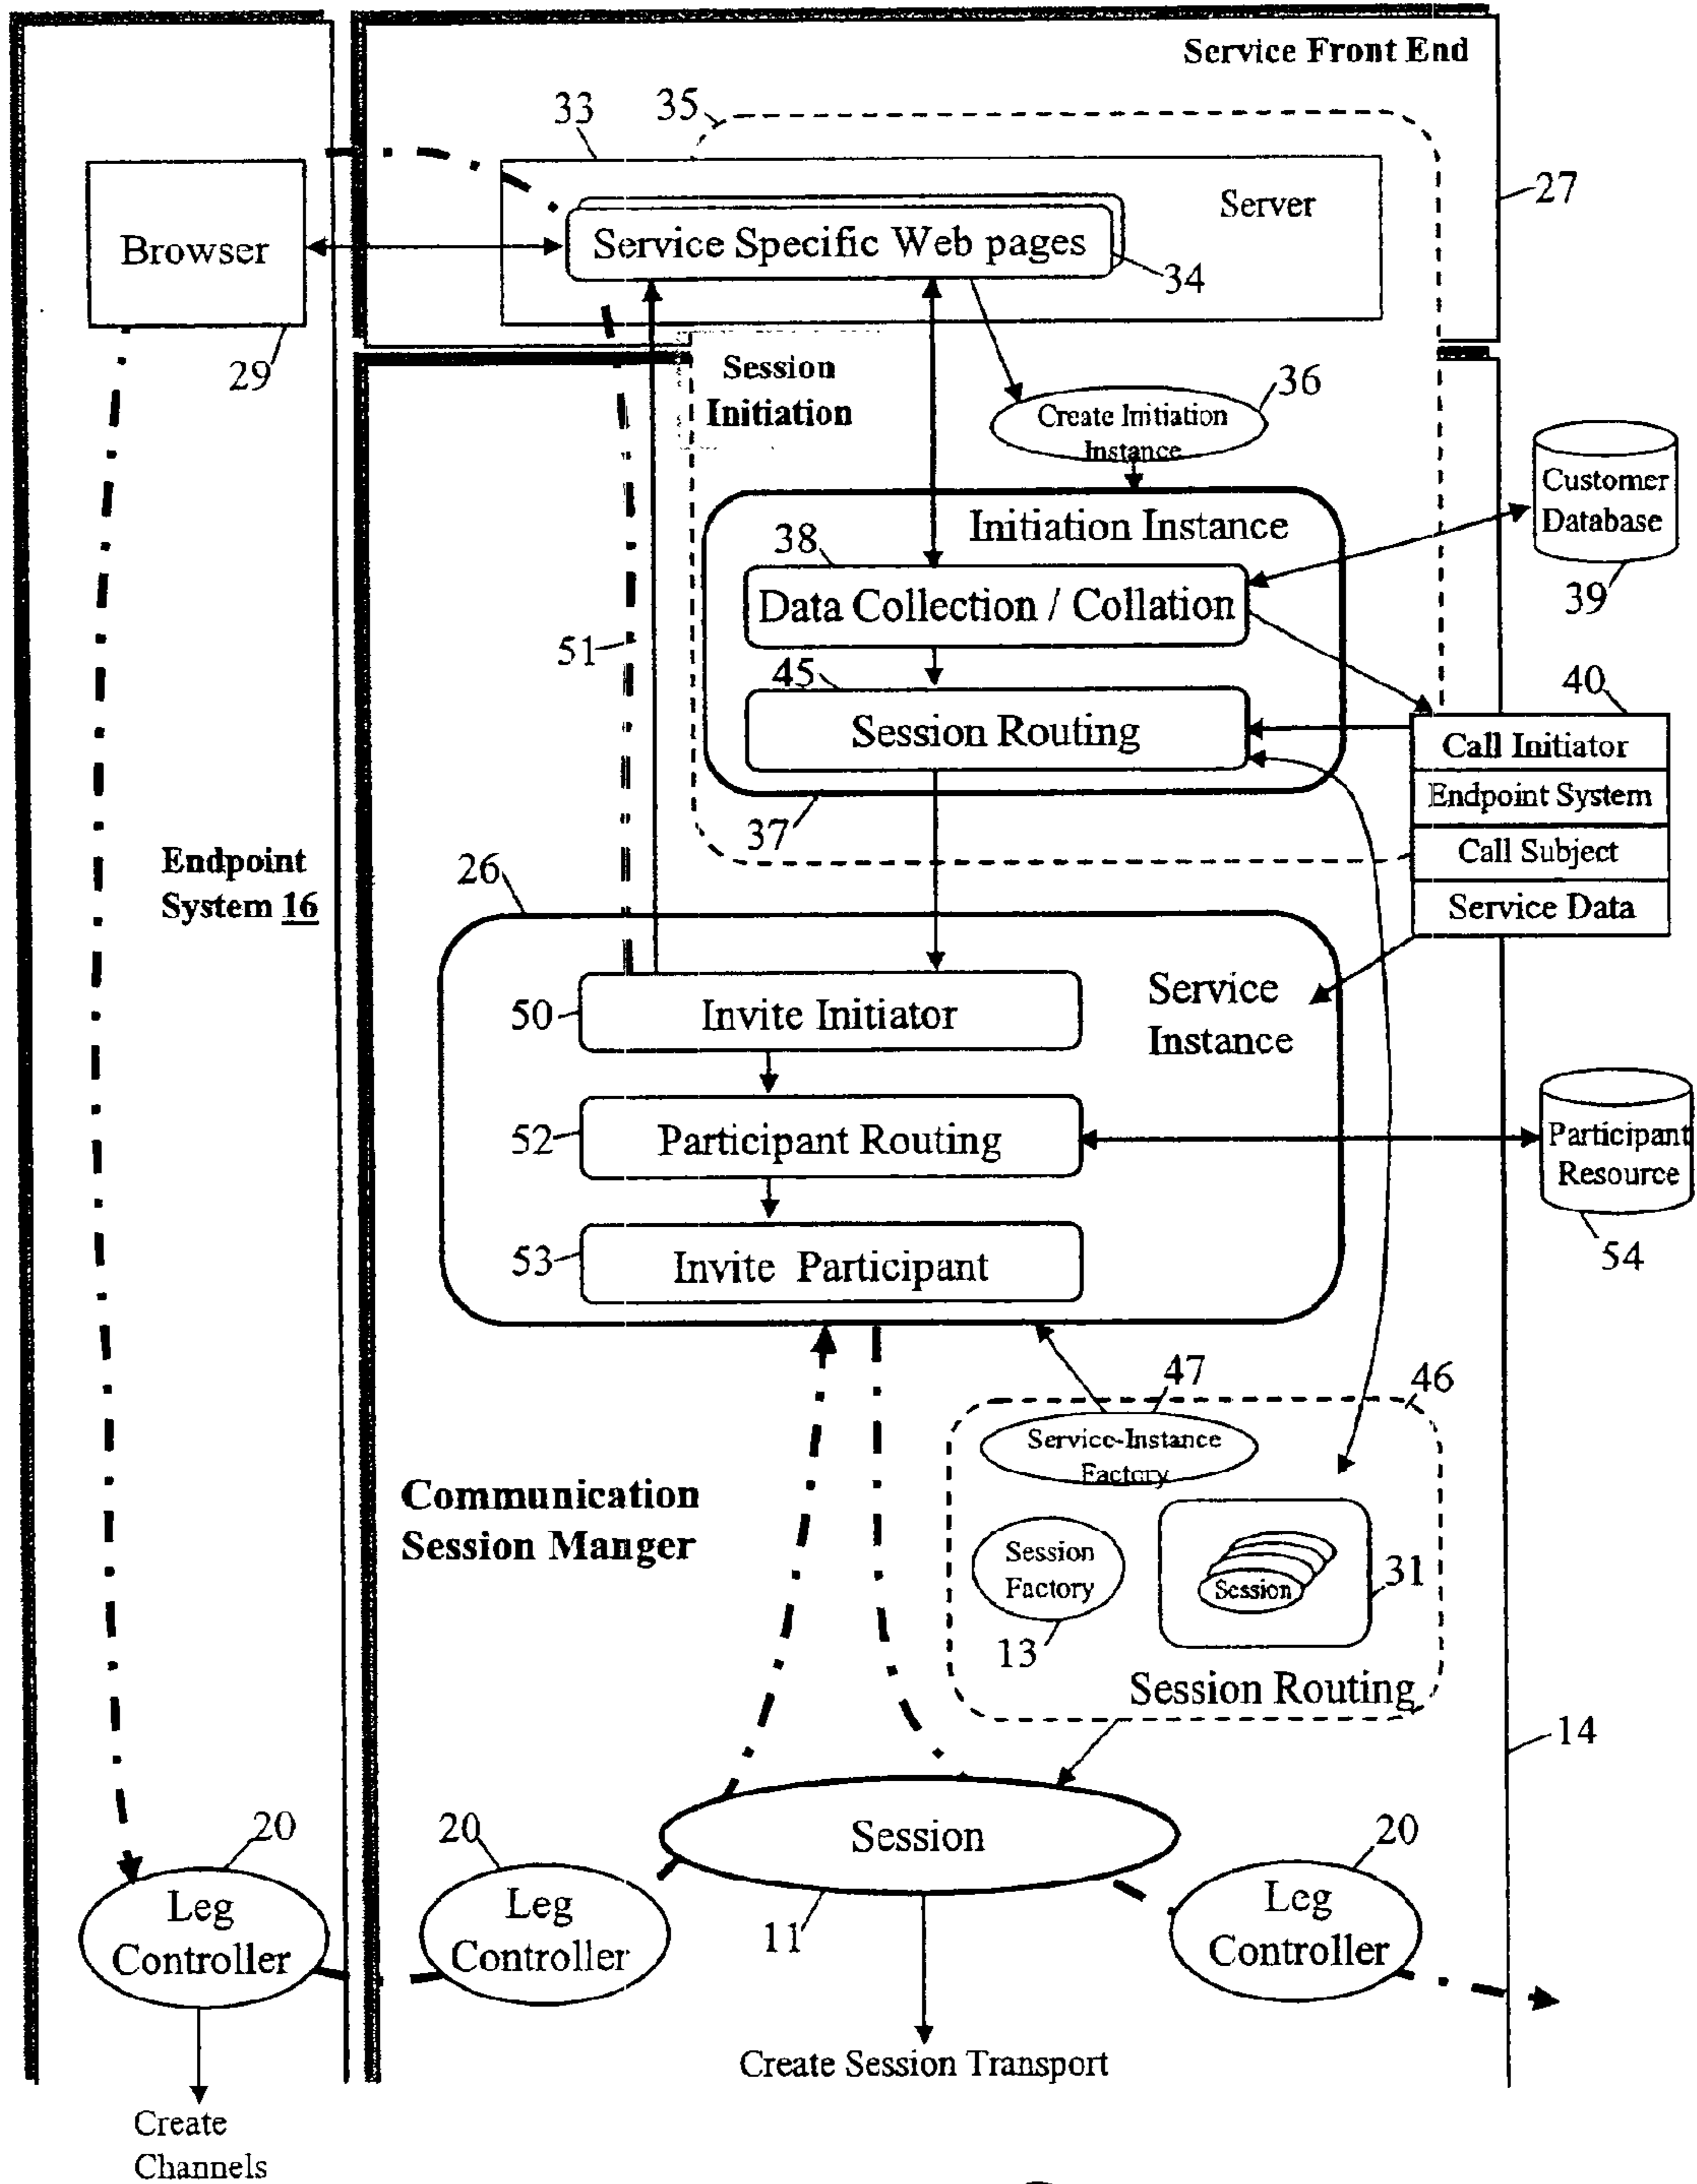 Service Front End
33
35
Browser
29
Server
Service Specific Web pages
34
27
Session
Initiation
36
Create Initiation
Instance
Customer
Database
39
Initiation Instance
38
Data Collection / Collation
51
45
Session Routing
37
40
Call Initiator
Endpoint System
Call Subject
Service Data
Endpoint
System 16
26
50
Invite Initiator
Service
Instance
52
Participant Routing
Participant
Resource
54
53
Invite Participant
47
46
Service-Instance
Factory
Communication
Session Manger
Session
Factory
13
Session
31
Session Routing
14
20
Leg
Controller
20
Leg
Controller
Session
11
20
Leg
Controller
Create Session Transport
Create
Channels